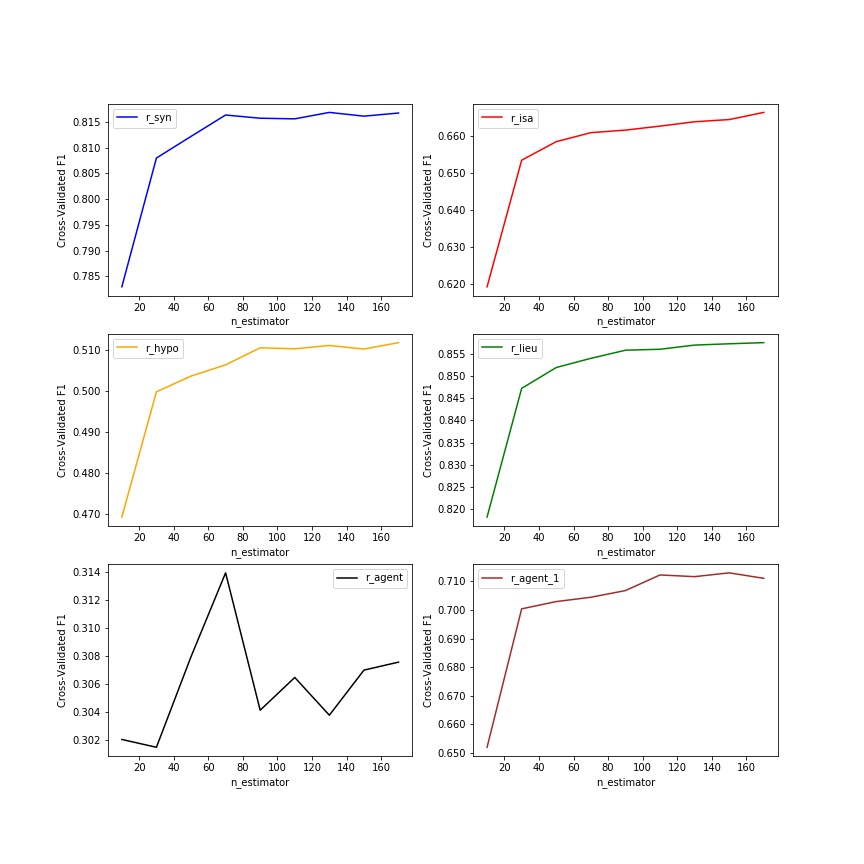 r_syn
Cross-Validated F1
0.815
0.810
0.805
0.800
0.795
0.790
0.785
20 40 60 80 100 120 140 160
n_estimator
r_isa
Cross-Validated F1
0.660
0.650
0.640
0.630
0.620
20 40 60 80 100 120 140 160
n_estimator
r_hypo
Cross-Validated F1
0.510
0.500
0.490
0.480
0.470
20 40 60 80 100 120 140 160
n_estimator
r_lieu
Cross-Validated F1
0.855
0.850
0.845
0.840
0.835
0.830
0.825
0.820
20 40 60 80 100 120 140 160
n_estimator
r_agent
Cross-Validated F1
0.314
0.312
0.310
0.308
0.306
0.304
0.302
20 40 60 80 100 120 140 160
n_estimator
r_agent_1
Cross-Validated F1
0.710
0.700
0.690
0.680
0.670
0.660
0.650
20 40 60 80 100 120 140 160
n_estimator